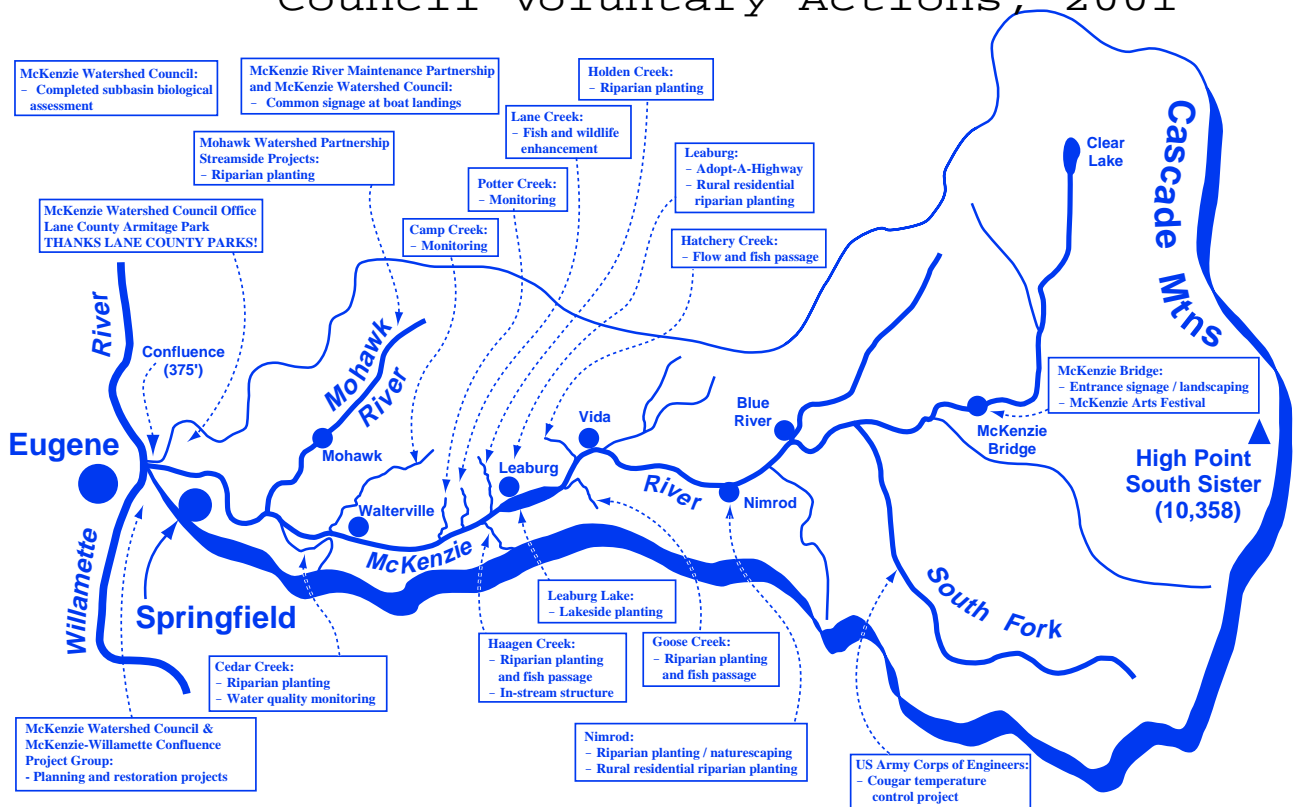 Council Voluntary Actions, 2001
McKenzie Watershed Council:
– Completed subbasin biological
assessment
McKenzie River Maintenance Partnership
and McKenzie Watershed Council:
– Common signage at boat landings
Holden Creek:
– Riparian planting
Lane Creek:
– Fish and wildlife
enhancement
Mohawk Watershed Partnership
Streamside Projects:
– Riparian planting
Leaburg:
– Adopt-A-Highway
– Rural residential
riparian planting
Potter Creek:
– Monitoring
McKenzie Watershed Council Office
Lane County Armitage Park
THANKS LANE COUNTY PARKS!
Camp Creek:
– Monitoring
Hatchery Creek:
– Flow and fish passage
Clear
Lake
Cascade Mtns
River
Confluence
(375')
Mohawk
River
McKenzie Bridge:
– Entrance signage / landscaping
– McKenzie Arts Festival
Eugene
Mohawk
Vida
Blue
River
McKenzie
Bridge
High Point
South Sister
(10,358)
Leaburg
Walterville
River
Nimrod
McKenzie
Willamette
Springfield
South Fork
Leaburg Lake:
– Lakeside planting
Cedar Creek:
– Riparian planting
– Water quality monitoring
Haagen Creek:
– Riparian planting
and fish passage
– In-stream structure
Goose Creek:
– Riparian planting
and fish passage
McKenzie Watershed Council &
McKenzie-Willamette Confluence
Project Group:
- Planning and restoration projects
Nimrod:
– Riparian planting / naturescaping
– Rural residential riparian planting
US Army Corps of Engineers:
– Cougar temperature
control project